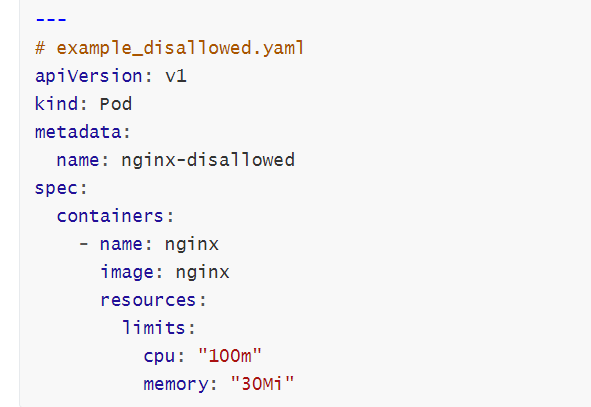 ---
# example_disallowed.yaml
apiVersion: v1
kind: Pod
metadata:
  name: nginx-disallowed
spec:
  containers:
    - name: nginx
      image: nginx
      resources:
        limits:
          cpu: "100m"
          memory: "30Mi"